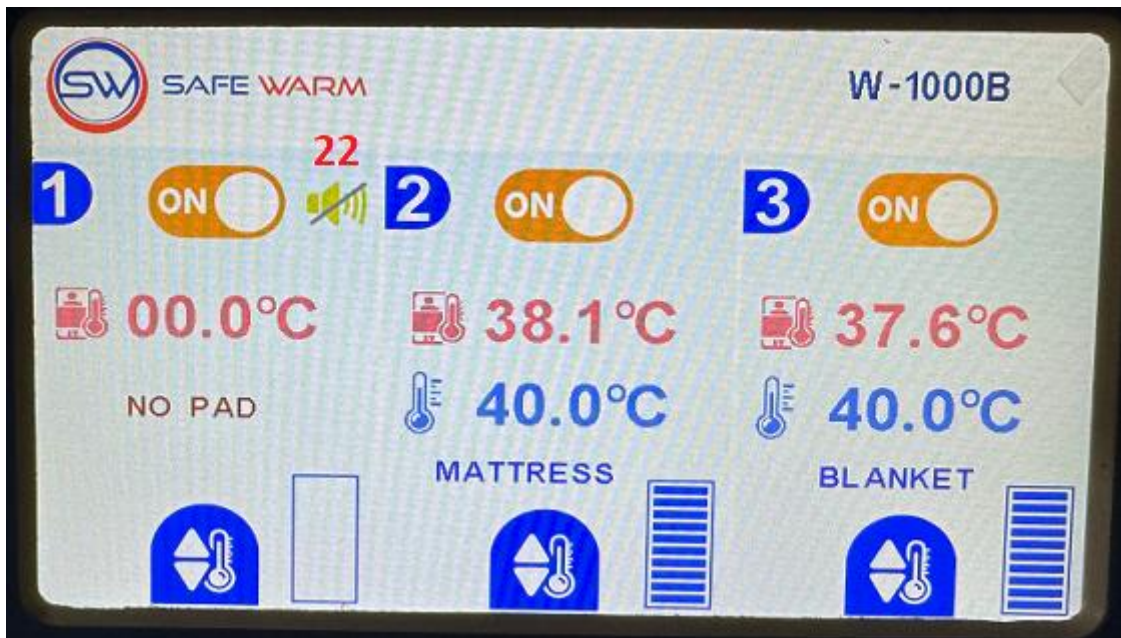 SW SAFE WARM W-1000B
22
1 ON 2 ON 3 ON
00.0°C 38.1°C 37.6°C
NO PAD 40.0°C 40.0°C
MATTRESS BLANKET